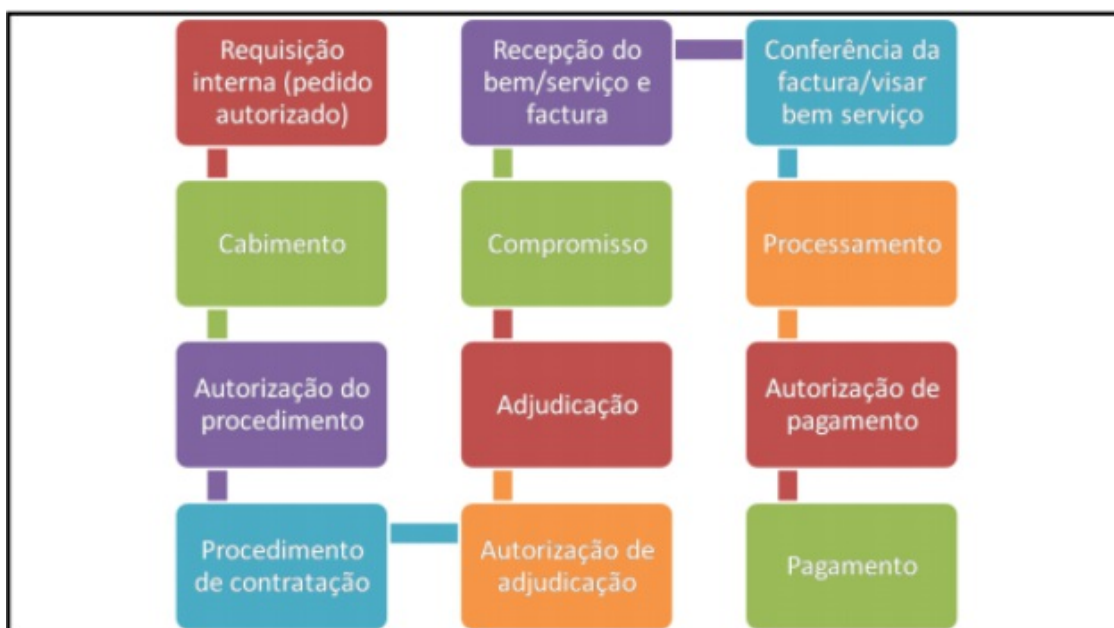 Requisição
interna (pedido
autorizado)
Cabimento
Autorização do
procedimento
Procedimento
de contratação
Autorização de
adjudicação
Adjudicação
Compromisso
Recepção do
bem/serviço e
factura
Conferência da
factura/visar
bem serviço
Processamento
Autorização de
pagamento
Pagamento